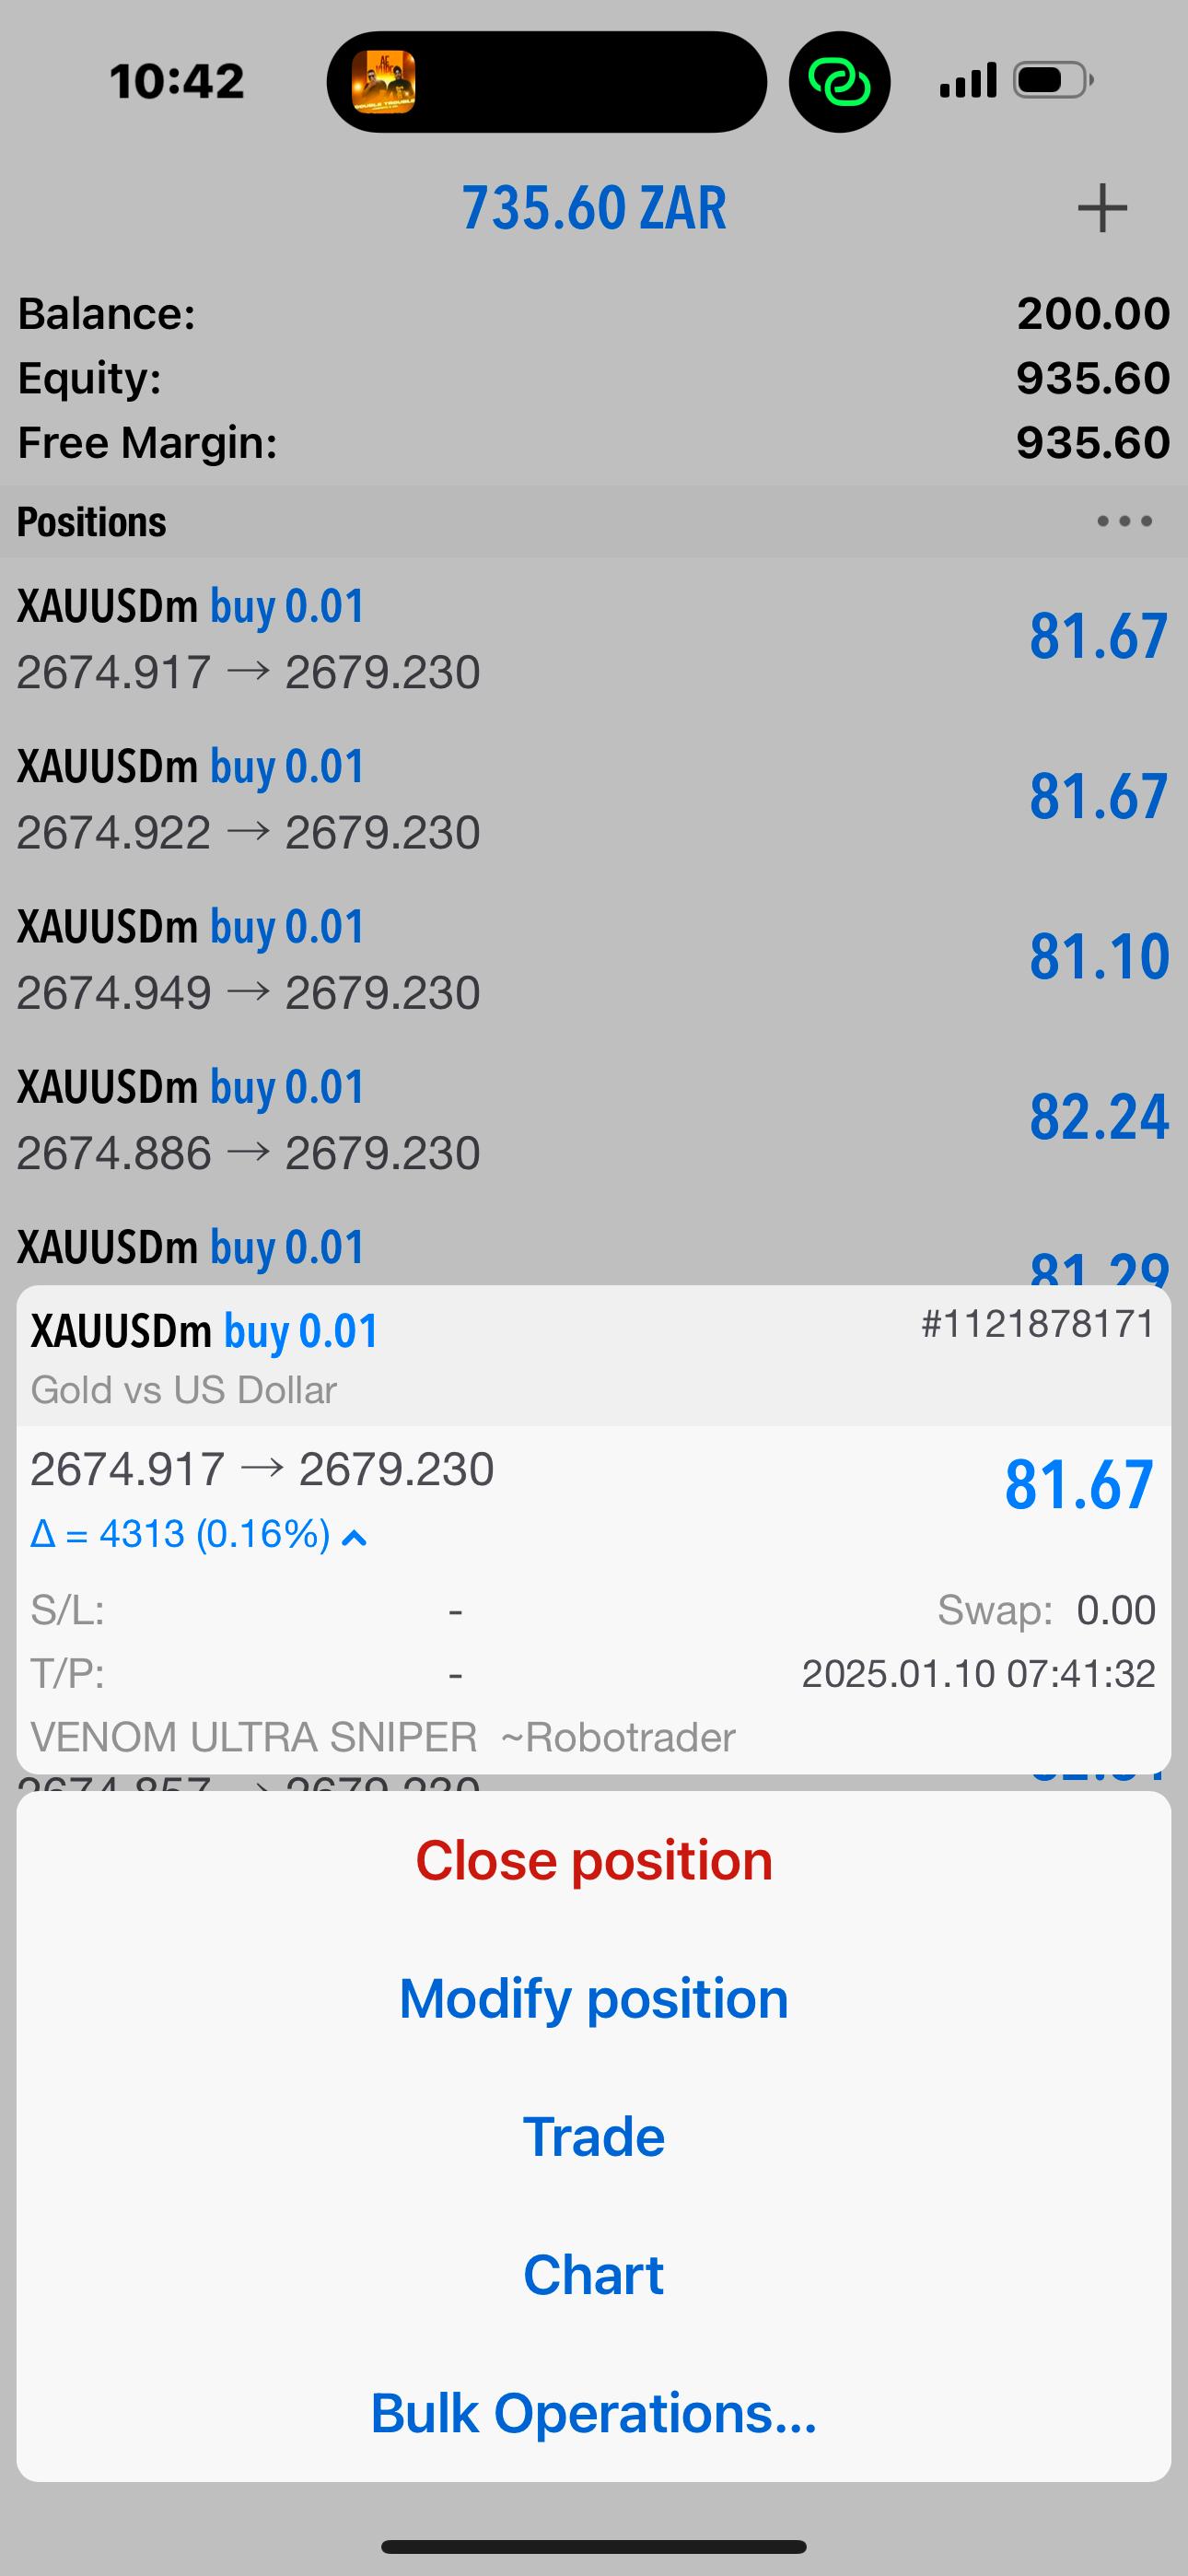 10:42
735.60 ZAR
Balance: 200.00
Equity: 935.60
Free Margin: 935.60
Positions
XAUUSDm buy 0.01 81.67
2674.917 → 2679.230
XAUUSDm buy 0.01 81.67
2674.922 → 2679.230
XAUUSDm buy 0.01 81.10
2674.949 → 2679.230
XAUUSDm buy 0.01 82.24
2674.886 → 2679.230
XAUUSDm buy 0.01 81.29
XAUUSDm buy 0.01 #1121878171
Gold vs US Dollar
2674.917 → 2679.230 81.67
Δ = 4313 (0.16%)
S/L: - Swap: 0.00
T/P: - 2025.01.10 07:41:32
VENOM ULTRA SNIPER ~Robotrader
2674.857 → 2679.230
Close position
Modify position
Trade
Chart
Bulk Operations...